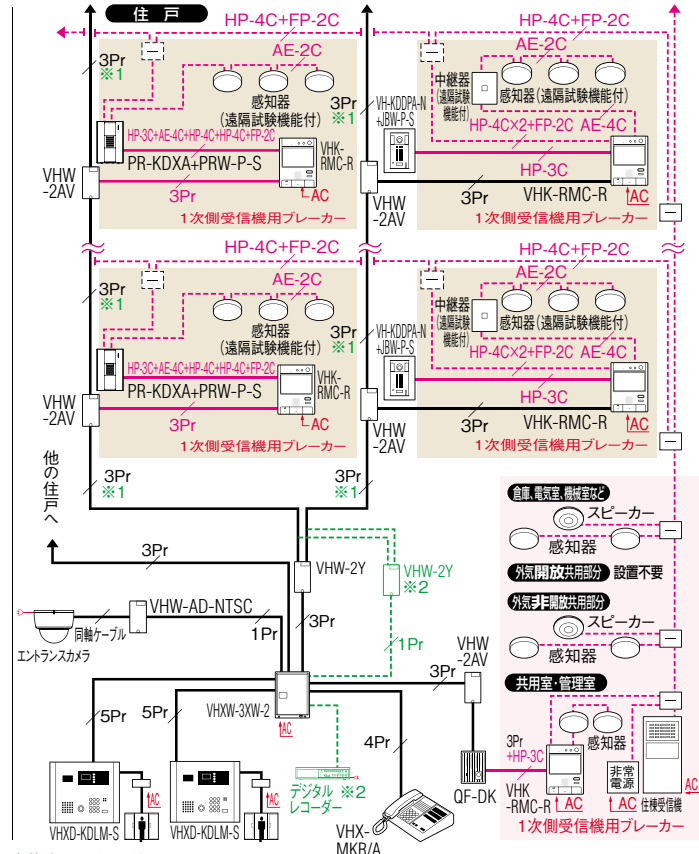 住 戸
HP-4C+FP-2C
HP-4C+FP-2C
3Pr
※1
AE-2C
感知器
(遠隔試験機能付)
HP-3C+AE-4C+HP-4C+HP-4C+FP-2C
PR-KDXA+PRW-P-S
VHK-
RMC-R
VHW
-2AV
3Pr
AC
1次側受信機用ブレーカー
3Pr
※1
VH-KDDPA-N
+JBW-P-S
AE-2C
中継器
(遠隔試験
機能付)
感知器
(遠隔試験機能付)
HP-4C×2+FP-2C
AE-4C
HP-3C
VHW
-2AV
3Pr
VHK-RMC-R
AC
1次側受信機用ブレーカー
HP-4C+FP-2C
HP-4C+FP-2C
3Pr
※1
AE-2C
感知器
(遠隔試験機能付)
HP-3C+AE-4C+HP-4C+HP-4C+FP-2C
PR-KDXA+PRW-P-S
VHK-
RMC-R
VHW
-2AV
3Pr
AC
1次側受信機用ブレーカー
3Pr
※1
VH-KDDPA-N
+JBW-P-S
AE-2C
中継器
(遠隔試験
機能付)
感知器
(遠隔試験機能付)
HP-4C×2+FP-2C
AE-4C
HP-3C
VHW
-2AV
3Pr
VHK-RMC-R
AC
1次側受信機用ブレーカー
他の住戸へ
3Pr
※1
3Pr
※1
3Pr
VHW-2Y
VHW-2Y
※2
3Pr
1Pr
VHW-AD-NTSC
同軸ケーブル
1Pr
エントランスカメラ
5Pr
5Pr
VHXW-3XW-2
AC
4Pr
3Pr
VHW
-2AV
QF-DK
デジタル
レコーダー
※2
VHXD-KDLM-S
AC
VHXD-KDLM-S
AC
VHX-
MKR/A
倉庫、電気室、機械室など
スピーカー
感知器
外気開放共用部分
設置不要
外気非開放共用部分
スピーカー
感知器
共用室・管理室
3Pr
+HP-3C
感知器
VHK
-RMC-R
AC
非常
電源
AC
住棟受信機
AC
1次側受信機用ブレーカー